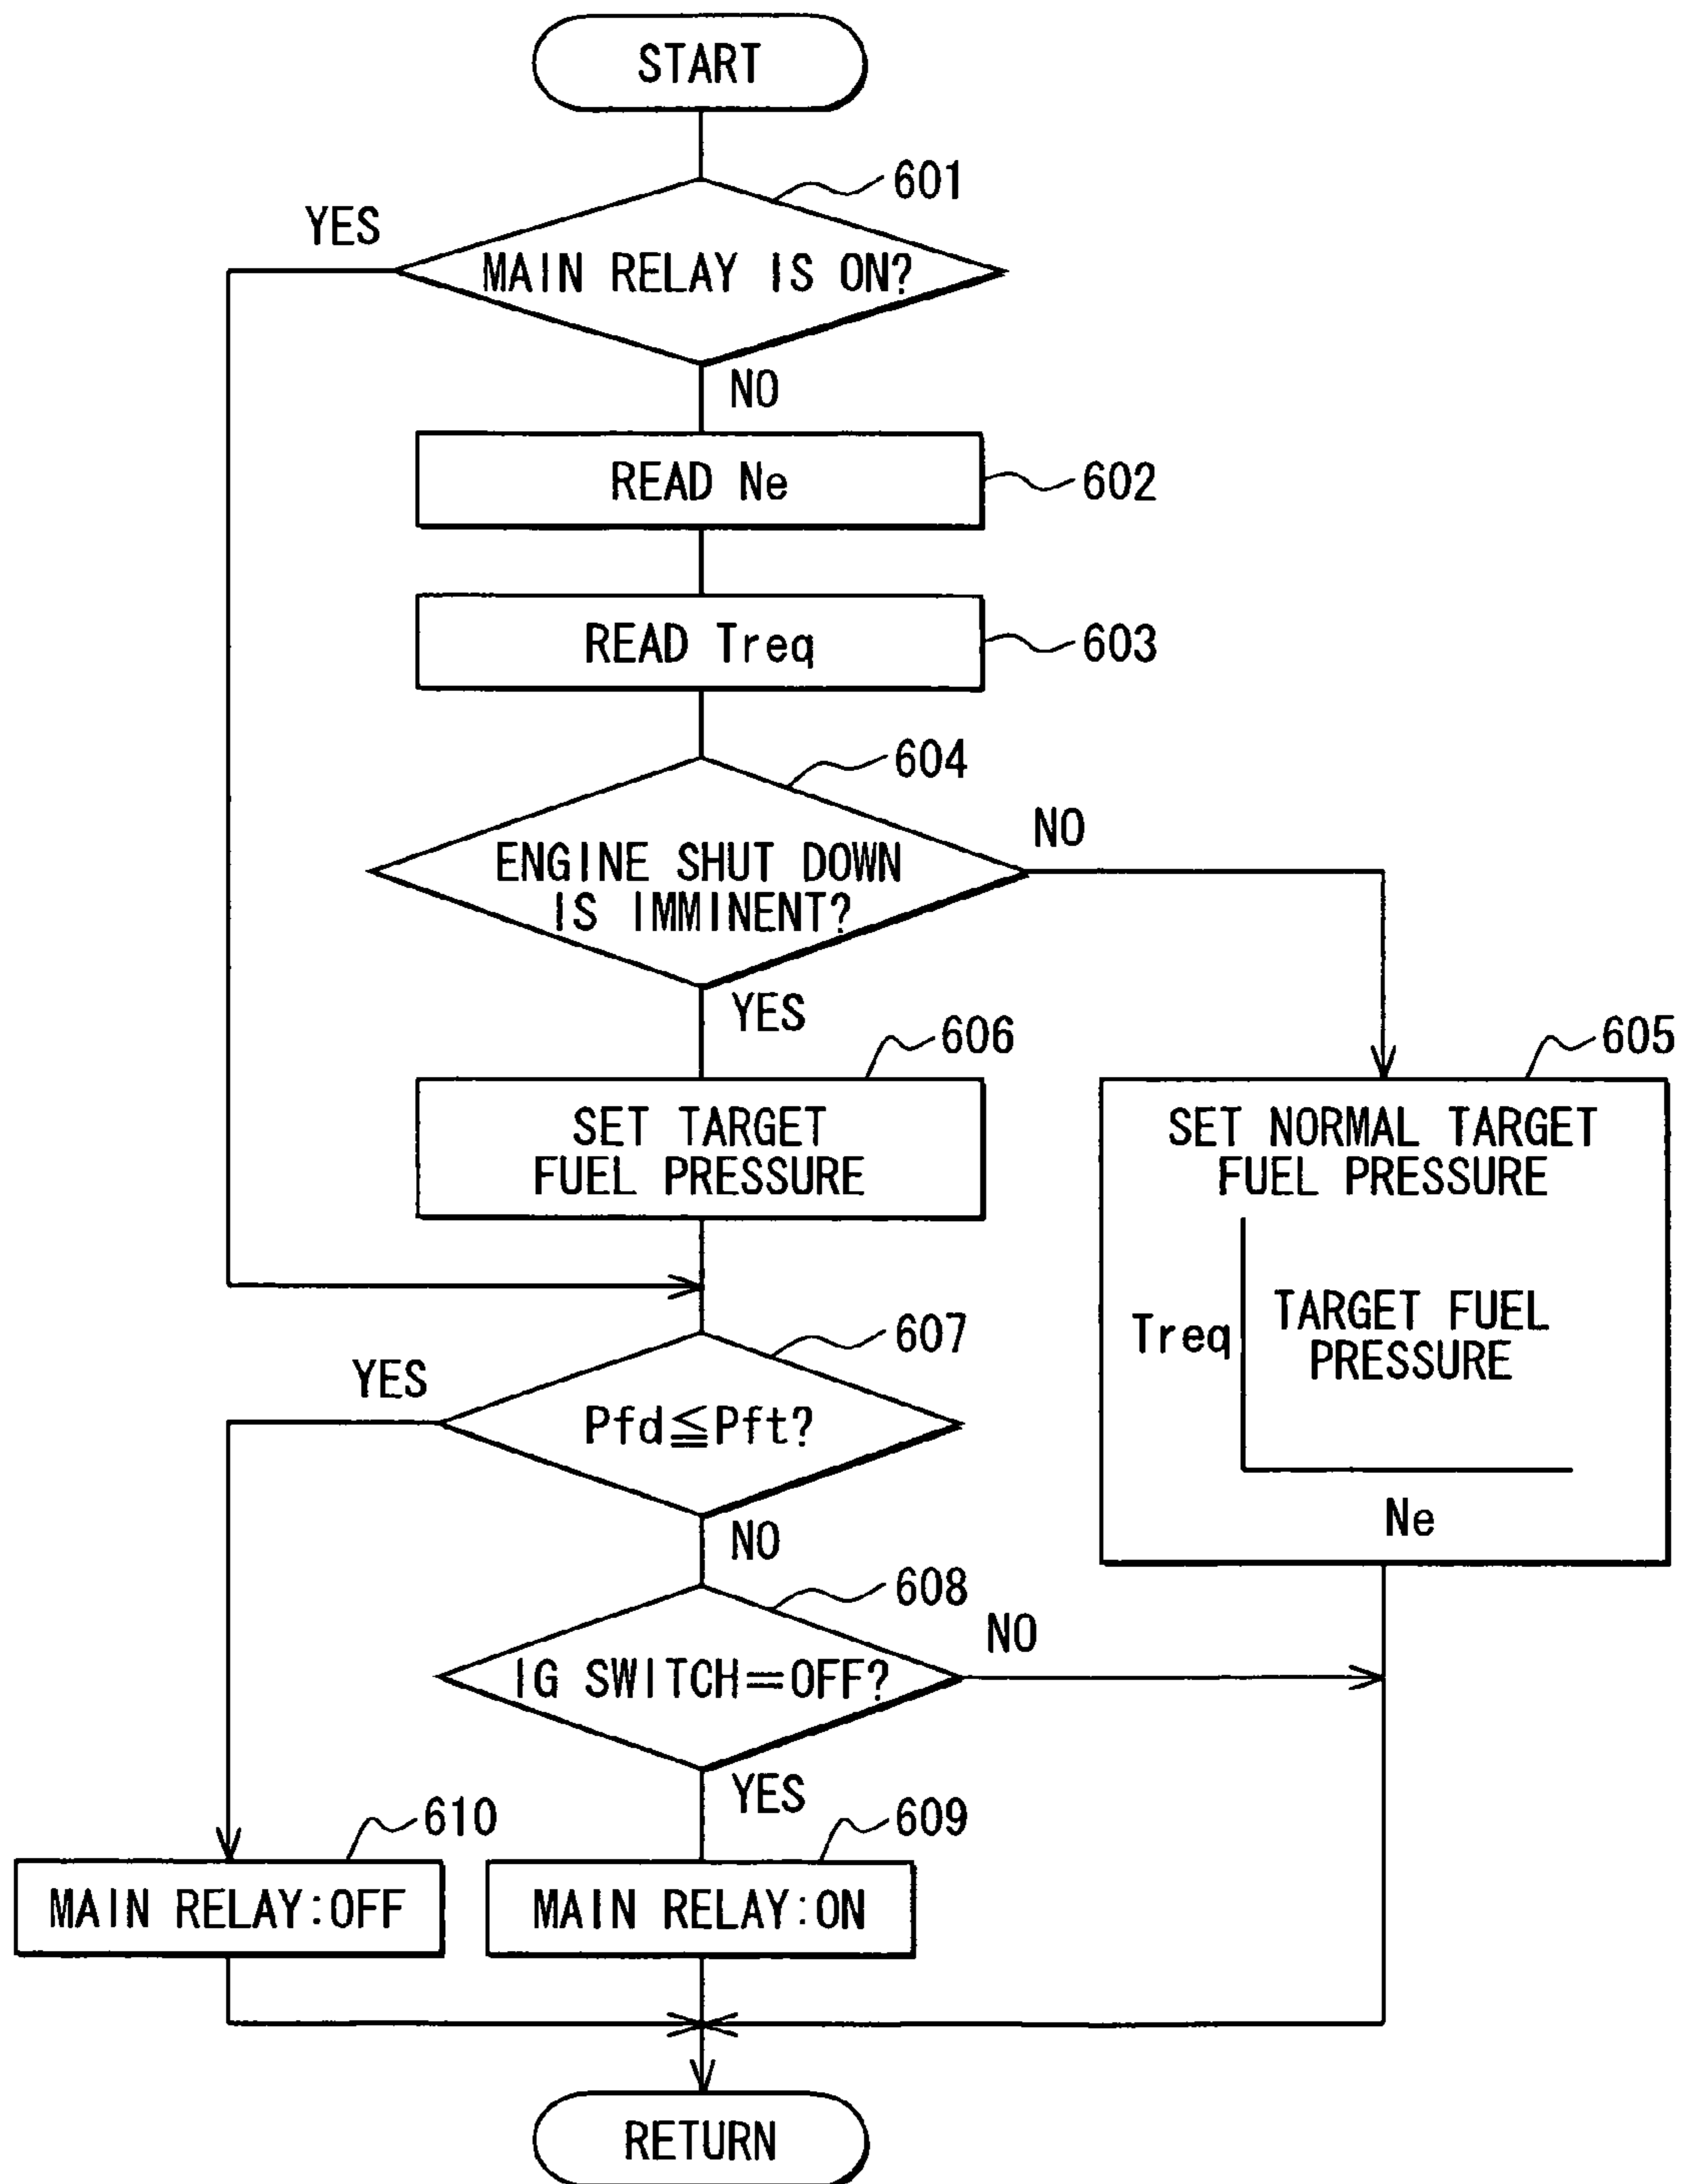 START
601
YES
MAIN RELAY IS ON?
NO
READ Ne
602
READ Treq
603
604
NO
ENGINE SHUT DOWN
IS IMMINENT?
YES
606
605
SET TARGET
FUEL PRESSURE
SET NORMAL TARGET
FUEL PRESSURE
Treq
TARGET FUEL
PRESSURE
Ne
607
YES
Pfd≦Pft?
NO
608
NO
IG SWITCH=OFF?
YES
610
609
MAIN RELAY:OFF
MAIN RELAY:ON
RETURN